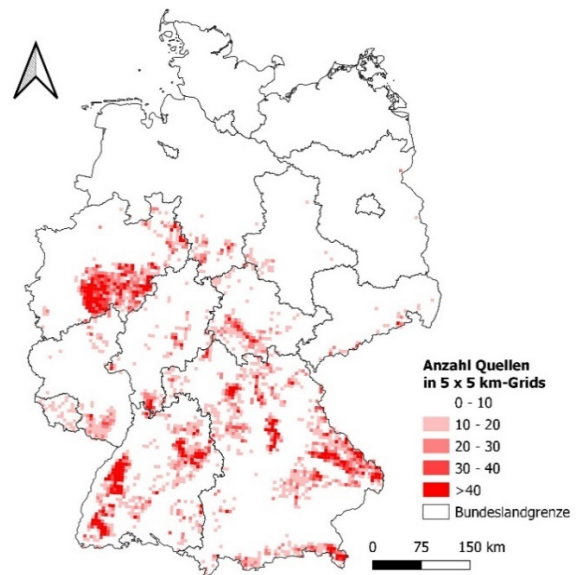 Anzahl Quellen
in 5 x 5 km-Grids
0 - 10
10 - 20
20 - 30
30 - 40
>40
Bundeslandgrenze
0 75 150 km